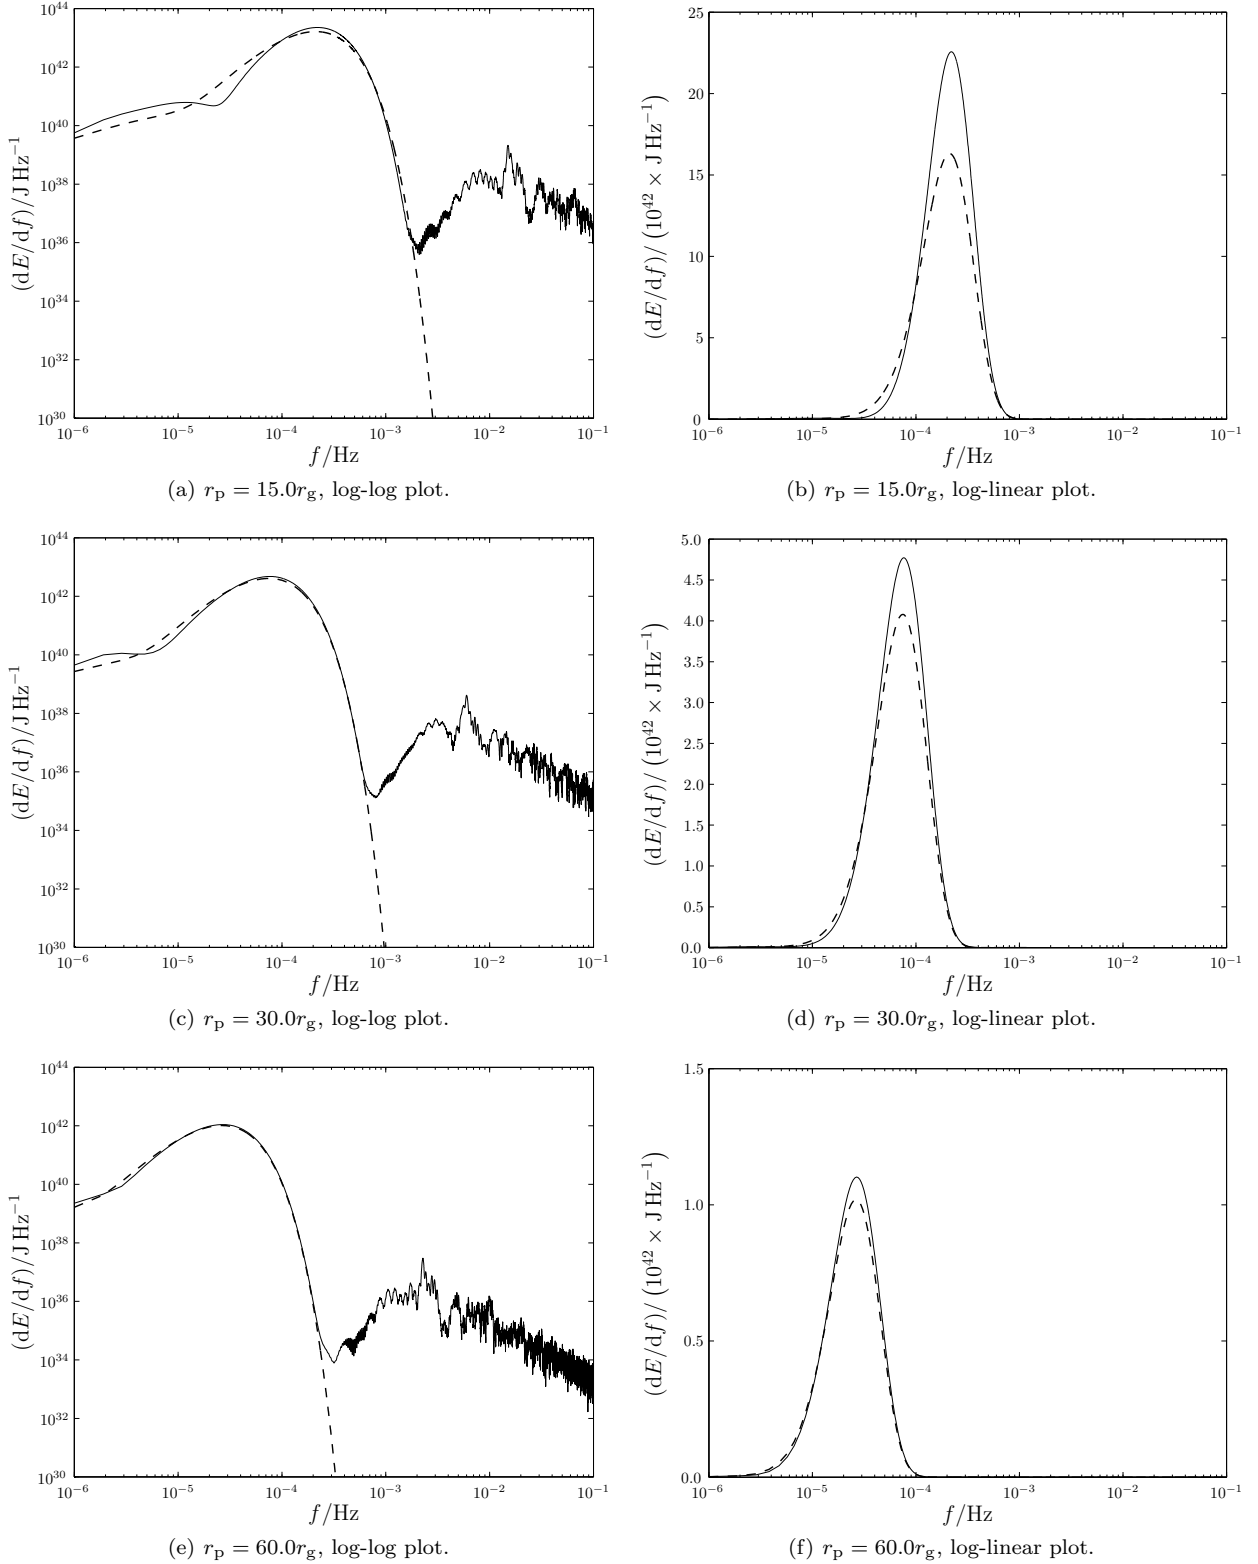 10^44
10^42
10^40
10^38
10^36
10^34
10^32
10^30
(dE/df)/J Hz^−1
10^−6 10^−5 10^−4 10^−3 10^−2 10^−1
f/Hz
(a) r_p = 15.0r_g, log-log plot.
25
20
15
10
5
0
(dE/df)/ (10^42 × J Hz^−1)
10^−6 10^−5 10^−4 10^−3 10^−2 10^−1
f/Hz
(b) r_p = 15.0r_g, log-linear plot.
10^44
10^42
10^40
10^38
10^36
10^34
10^32
10^30
(dE/df)/J Hz^−1
10^−6 10^−5 10^−4 10^−3 10^−2 10^−1
f/Hz
(c) r_p = 30.0r_g, log-log plot.
5.0
4.5
4.0
3.5
3.0
2.5
2.0
1.5
1.0
0.5
0.0
(dE/df)/ (10^42 × J Hz^−1)
10^−6 10^−5 10^−4 10^−3 10^−2 10^−1
f/Hz
(d) r_p = 30.0r_g, log-linear plot.
10^44
10^42
10^40
10^38
10^36
10^34
10^32
10^30
(dE/df)/J Hz^−1
10^−6 10^−5 10^−4 10^−3 10^−2 10^−1
f/Hz
(e) r_p = 60.0r_g, log-log plot.
1.5
1.0
0.5
0.0
(dE/df)/ (10^42 × J Hz^−1)
10^−6 10^−5 10^−4 10^−3 10^−2 10^−1
f/Hz
(f) r_p = 60.0r_g, log-linear plot.